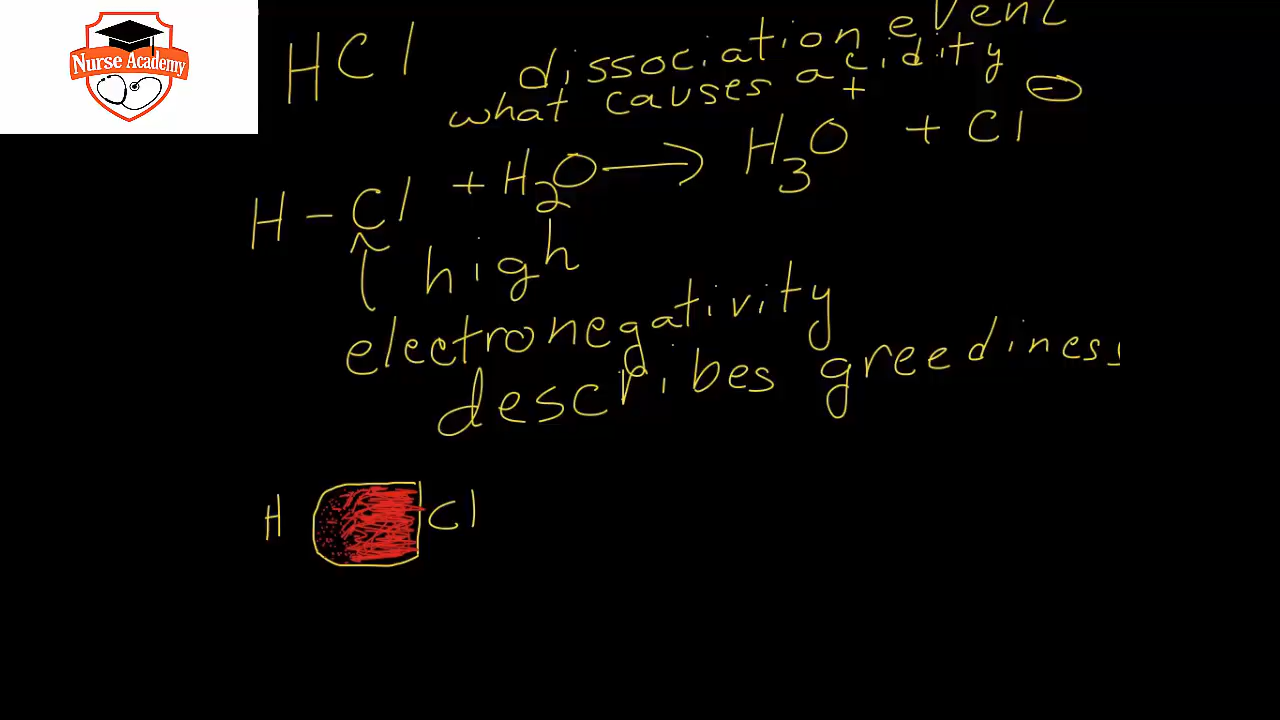 Nurse Academy
HCl
dissociation event
what causes acidity
H - Cl + H₂O → H₃O⁺ + Cl⊖
high
electronegativity
describes greediness
H Cl